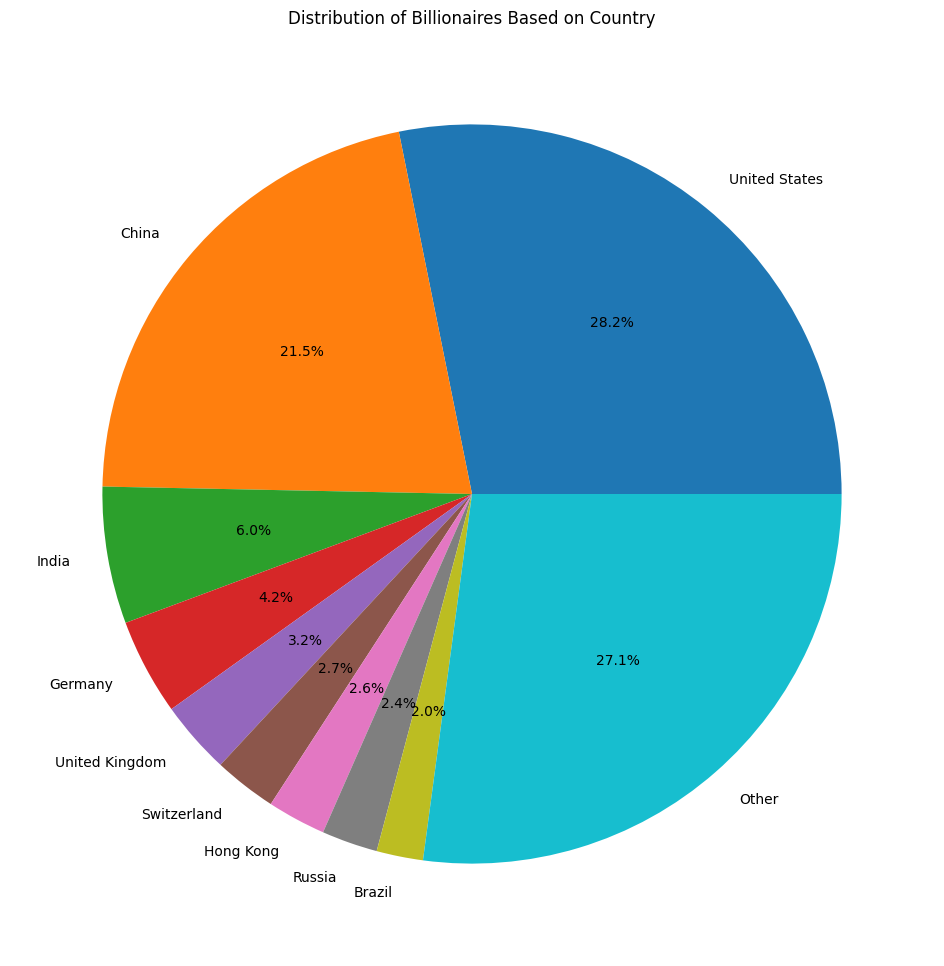 Distribution of Billionaires Based on Country
United States
28.2%
China
21.5%
India
6.0%
Germany
4.2%
United Kingdom
3.2%
Switzerland
2.7%
Hong Kong
2.6%
Russia
2.4%
Brazil
2.0%
Other
27.1%